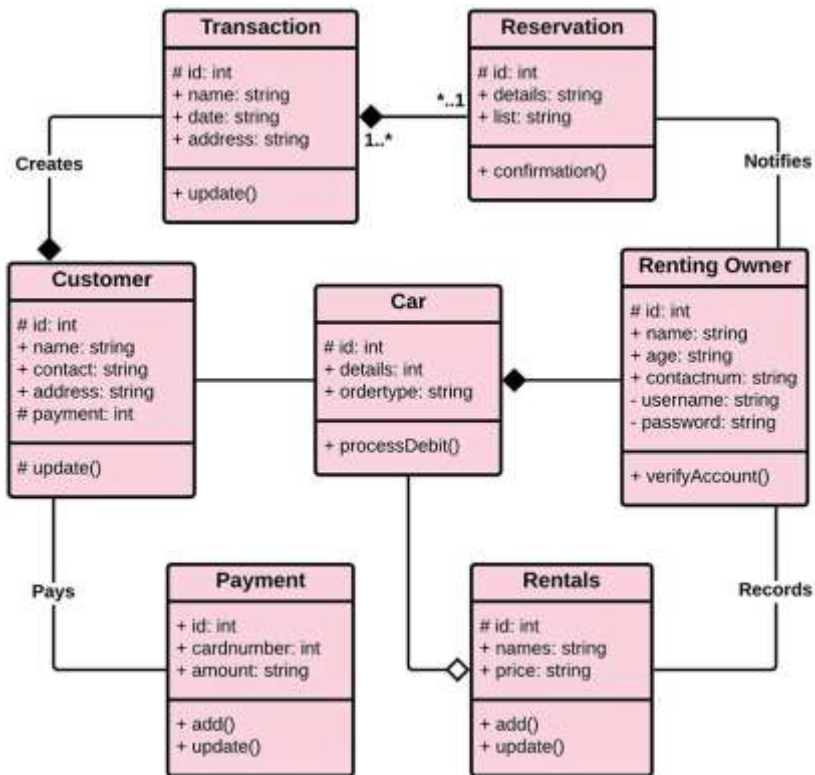 Transaction
# id: int
+ name: string
+ date: string
+ address: string
+ update()
1..*
*..1
Reservation
# id: int
+ details: string
+ list: string
+ confirmation()
Creates
Notifies
Customer
# id: int
+ name: string
+ contact: string
+ address: string
# payment: int
# update()
Car
# id: int
+ details: int
+ ordertype: string
+ processDebit()
Renting Owner
# id: int
+ name: string
+ age: string
+ contactnum: string
- username: string
- password: string
+ verifyAccount()
Pays
Payment
+ id: int
+ cardnumber: int
+ amount: string
+ add()
+ update()
Rentals
# id: int
+ names: string
+ price: string
+ add()
+ update()
Records